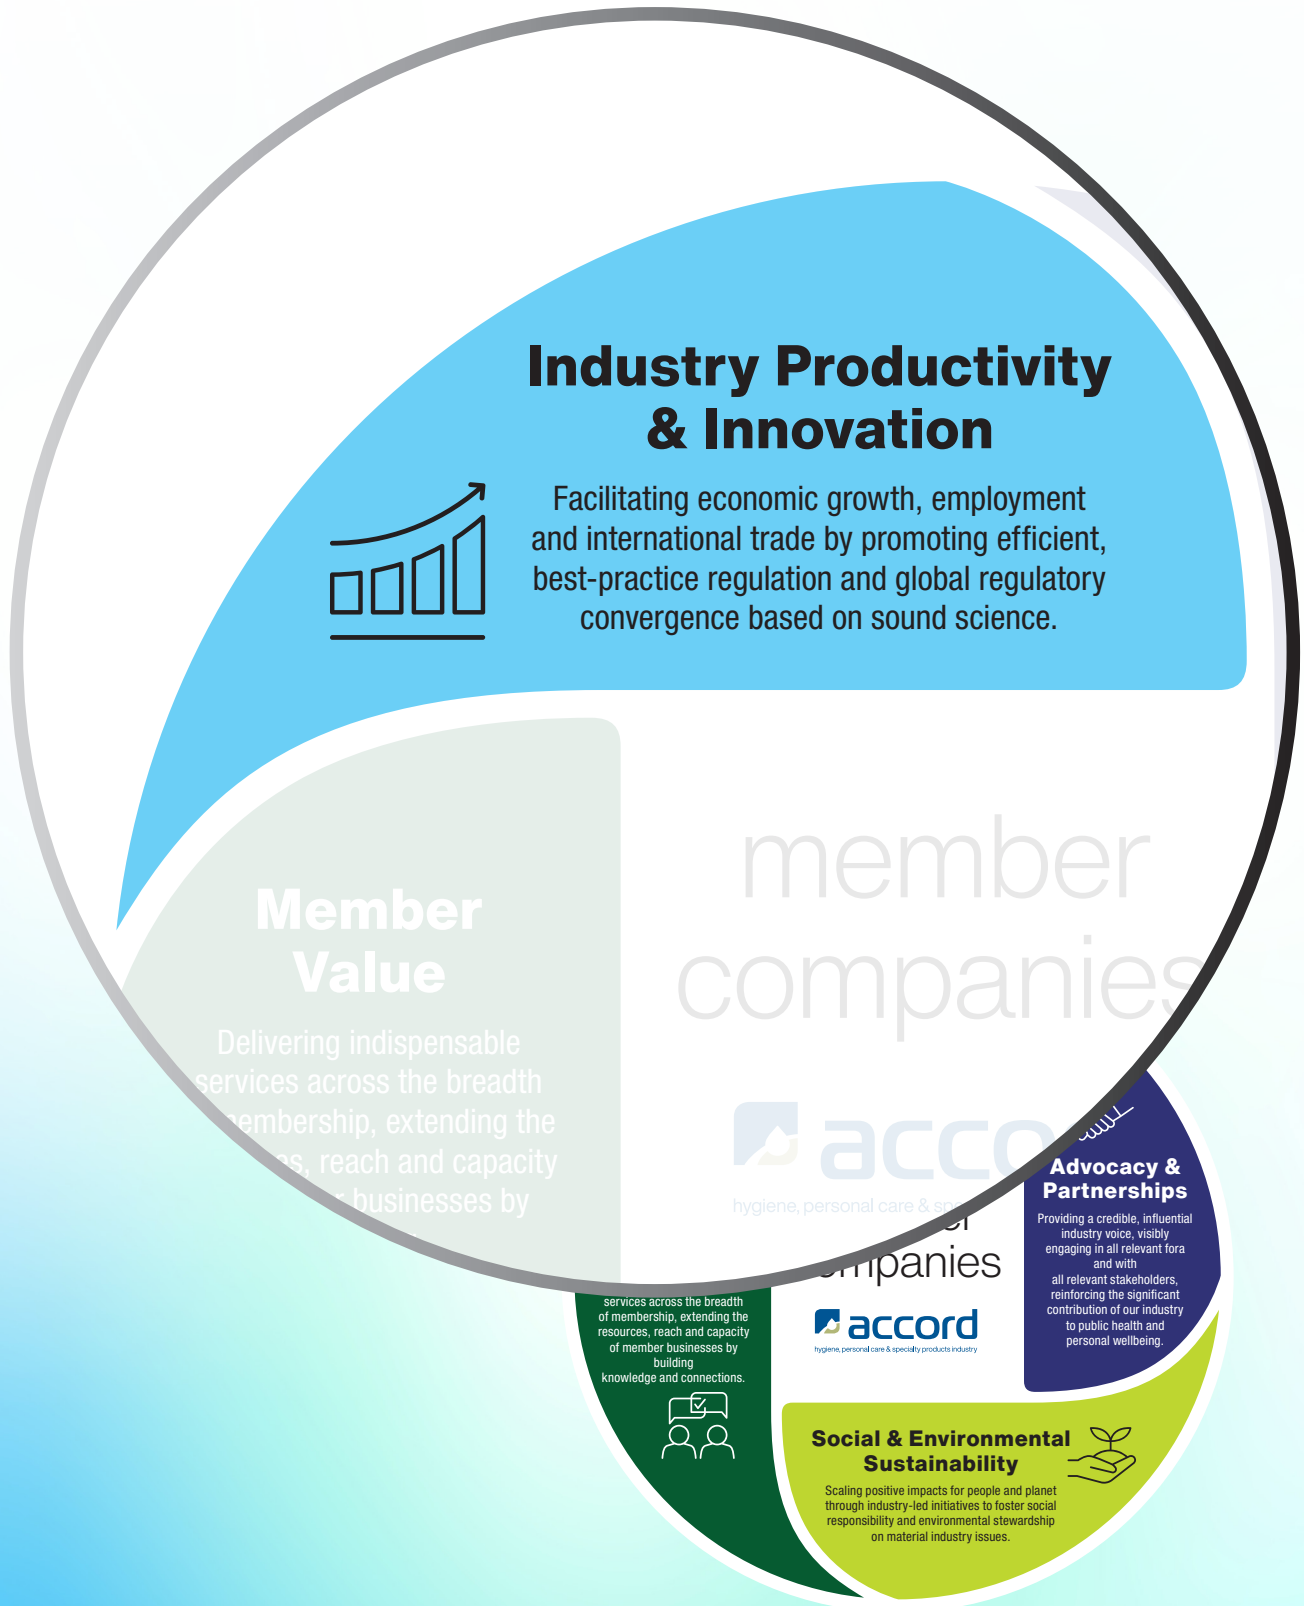 Industry Productivity
& Innovation
Facilitating economic growth, employment
and international trade by promoting efficient,
best-practice regulation and global regulatory
convergence based on sound science.
Member
Value
Delivering indispensable
services across the breadth
membership, extending the
reach and capacity
businesses by
member
companies
hygiene, personal care &
Advocacy &
Partnerships
Providing a credible, influential
industry voice, visibly
engaging in all relevant fora
and with
all relevant stakeholders,
reinforcing the significant
contribution of our industry
to public health and
personal wellbeing.
services across the breadth
of membership, extending the
resources, reach and capacity
of member businesses by
building
knowledge and connections.
accord
hygiene, personal care & specialty products industry
Social & Environmental
Sustainability
Scaling positive impacts for people and planet
through industry-led initiatives to foster social
responsibility and environmental stewardship
on material industry issues.